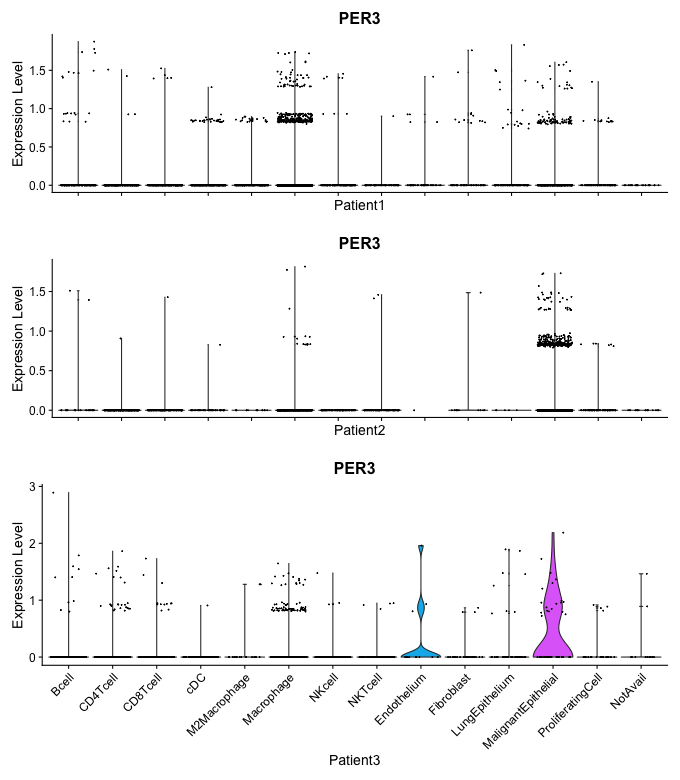 PER3
Expression Level
1.5
1.0
0.5
0.0
Patient1
PER3
Expression Level
1.5
1.0
0.5
0.0
Patient2
PER3
Expression Level
3
2
1
0
Bcell
CD4Tcell
CD8Tcell
cDC
M2Macrophage
Macrophage
NKcell
NKTcell
Endothelium
Fibroblast
LungEpithelium
MalignantEpithelial
ProliferatingCell
NotAvail
Patient3